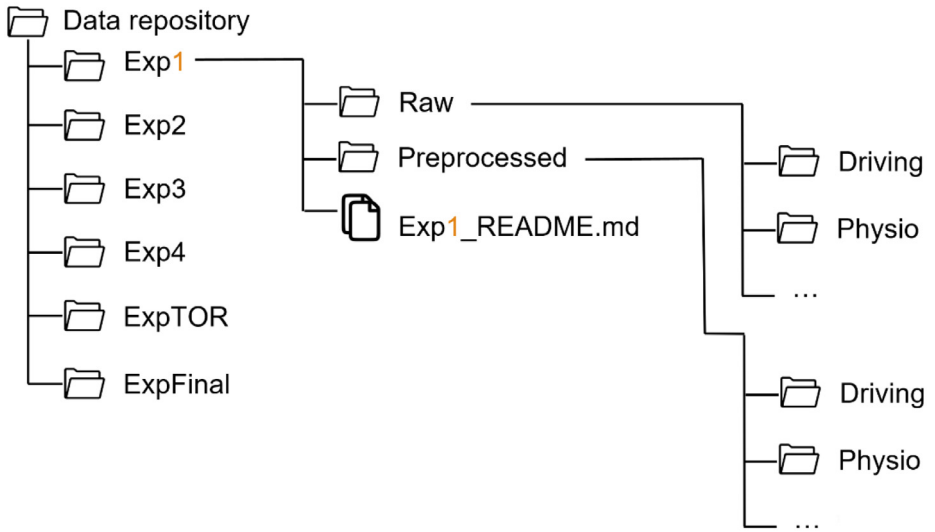 Data repository
Exp1
Exp2
Exp3
Exp4
ExpTOR
ExpFinal
Raw
Preprocessed
Exp1_README.md
Driving
Physio
...
Driving
Physio
...